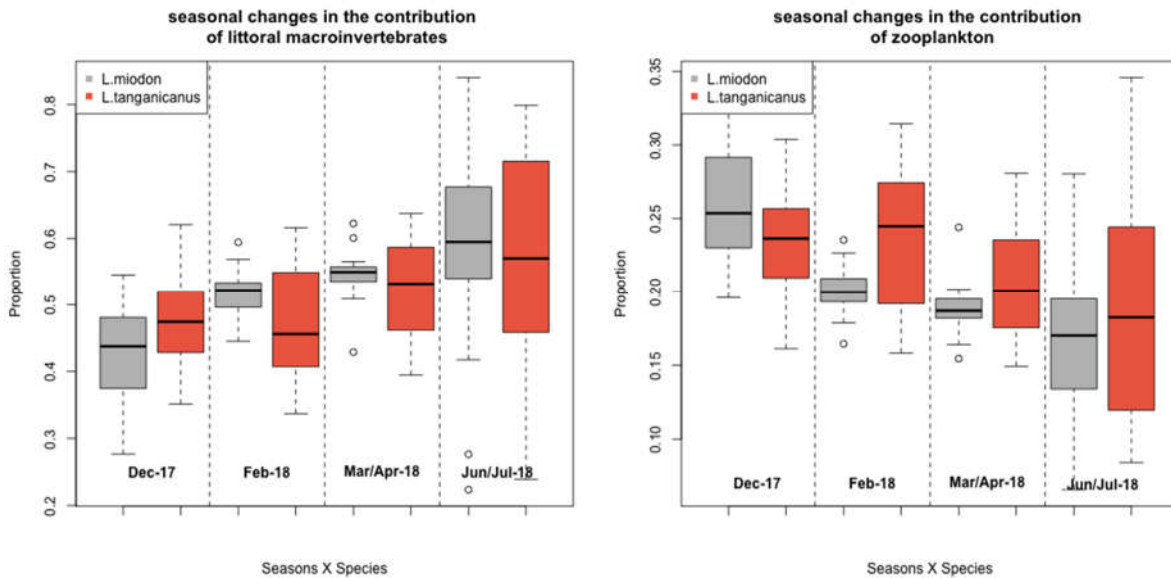 seasonal changes in the contribution
of littoral macroinvertebrates
L.miodon
L.tanganicanus
Proportion
0.8
0.7
0.6
0.5
0.4
0.3
0.2
Dec-17
Feb-18
Mar/Apr-18
Jun/Jul-18
Seasons X Species
seasonal changes in the contribution
of zooplankton
L.miodon
L.tanganicanus
Proportion
0.35
0.30
0.25
0.20
0.15
0.10
Dec-17
Feb-18
Mar/Apr-18
Jun/Jul-18
Seasons X Species